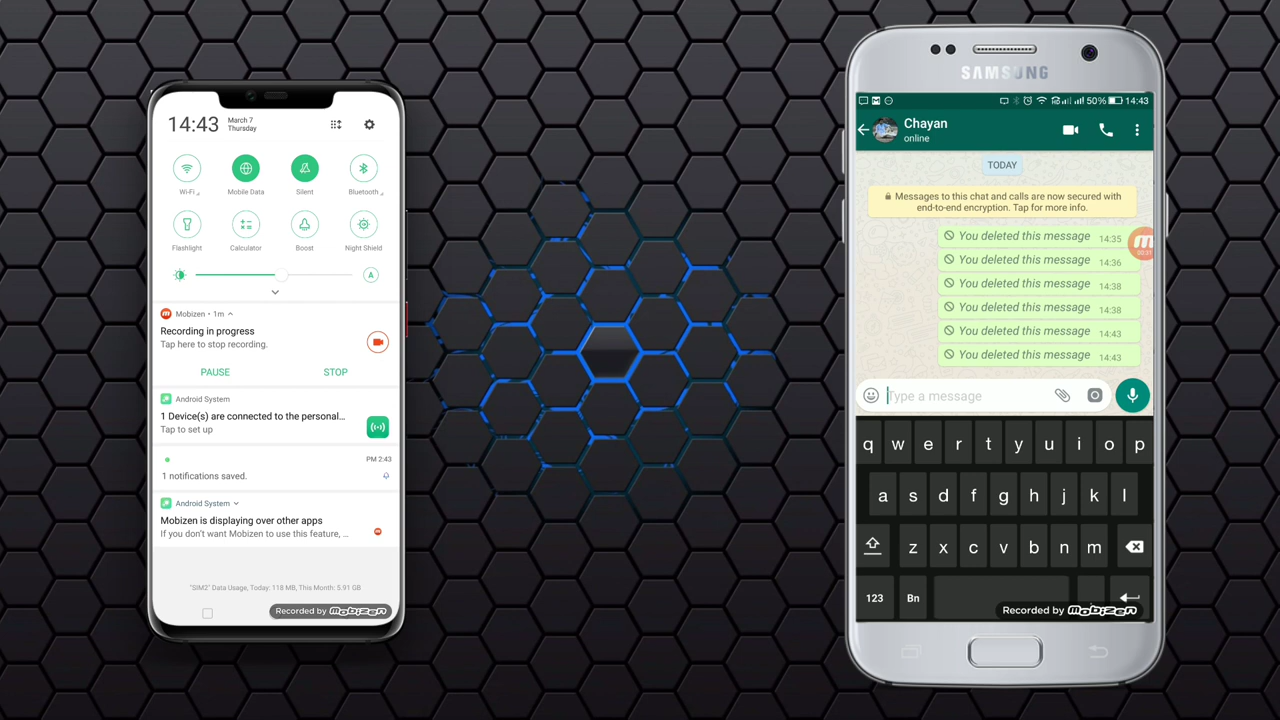 14:43
March 7
Thursday
Wi-Fi
Mobile Data
Silent
Bluetooth
Flashlight
Calculator
Boost
Night Shield
A
Mobizen • 1m
Recording in progress
Tap here to stop recording.
PAUSE
STOP
Android System
1 Device(s) are connected to the personal...
Tap to set up
PM 2:43
1 notifications saved.
Android System
Mobizen is displaying over other apps
If you don't want Mobizen to use this feature, ...
"SIM2" Data Usage, Today: 118 MB, This Month: 5.91 GB
Recorded by mobizen
SAMSUNG
50% 14:43
Chayan
online
TODAY
Messages to this chat and calls are now secured with
end-to-end encryption. Tap for more info.
You deleted this message 14:35
You deleted this message 14:36
You deleted this message 14:38
You deleted this message 14:38
You deleted this message 14:43
You deleted this message 14:43
Type a message
q w e r t y u i o p
a s d f g h j k l
z x c v b n m
123 Bn
Recorded by mobizen